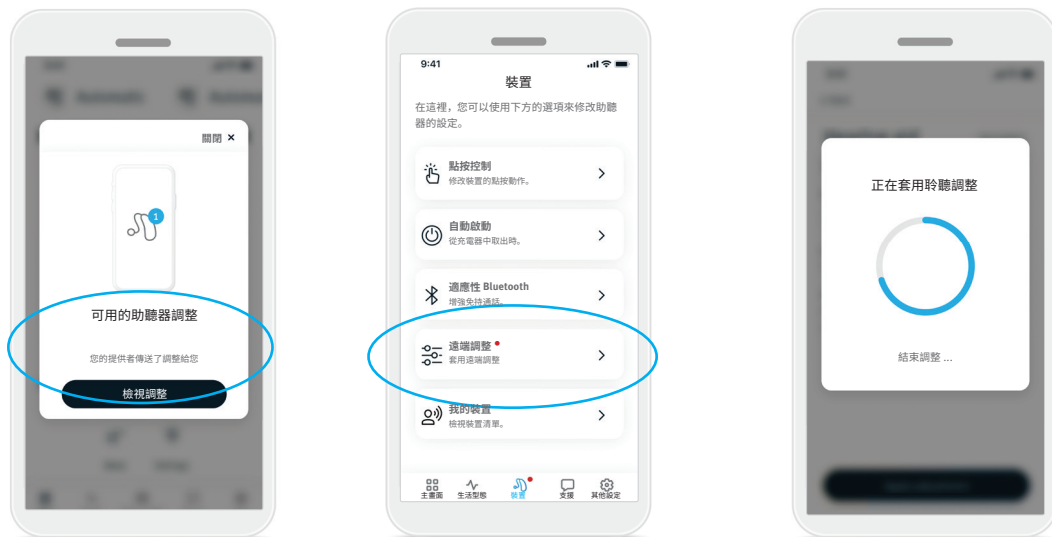 關閉 ×
1
可用的助聽器調整
您的提供者傳送了調整給您
檢視調整
9:41
裝置
在這裡，您可以使用下方的選項來修改助聽
器的設定。
點按控制
修改裝置的點按動作。
自動啟動
從充電器中取出時。
適應性 Bluetooth
增強免持通話。
遠端調整
套用遠端調整
我的裝置
檢視裝置清單。
主畫面 生活型態 裝置 支援 其他設定
正在套用聆聽調整
結束調整 ...